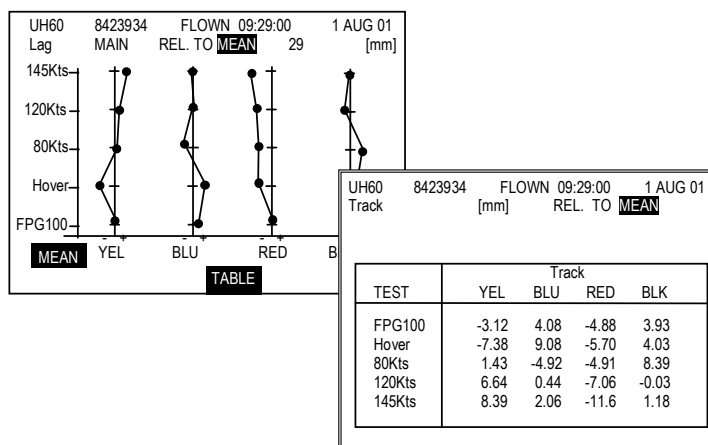 UH60 8423934 FLOWN 09:29:00 1 AUG 01
Lag MAIN REL. TO MEAN 29 [mm]
145Kts
120Kts
80Kts
Hover
FPG100
- + - + - +
MEAN YEL BLU RED B
TABLE
UH60 8423934 FLOWN 09:29:00 1 AUG 01
Track [mm] REL. TO MEAN
Track
TEST YEL BLU RED BLK
FPG100 -3.12 4.08 -4.88 3.93
Hover -7.38 9.08 -5.70 4.03
80Kts 1.43 -4.92 -4.91 8.39
120Kts 6.64 0.44 -7.06 -0.03
145Kts 8.39 2.06 -11.6 1.18